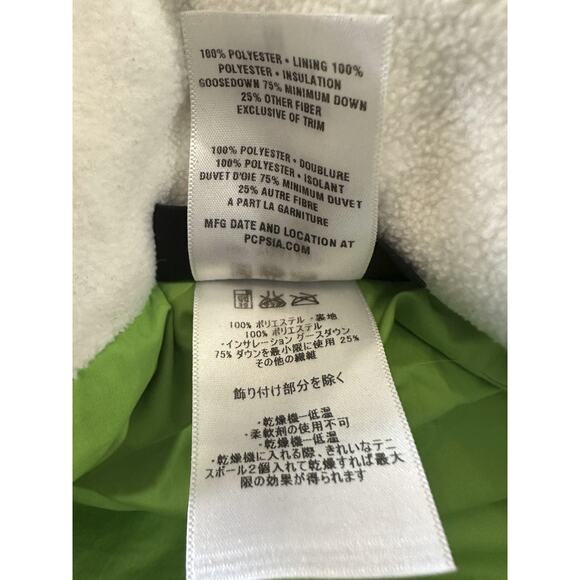 100% POLYESTER • LINING 100%
POLYESTER • INSULATION
GOOSEDOWN 75% MINIMUM DOWN
25% OTHER FIBER
EXCLUSIVE OF TRIM
100% POLYESTER • DOUBLURE
100% POLYESTER • ISOLANT
DUVET D'OIE 75% MINIMUM DUVET
25% AUTRE FIBRE
A PART LA GARNITURE
MFG DATE AND LOCATION AT
PCPSIA.COM
100% ポリエステル・裏地
100% ポリエステル
・インサレーション グースダウン
75% ダウンを最小限に使用 25%
その他の繊維
飾り付け部分を除く
・乾燥機一低温
・柔軟剤の使用不可
・乾燥機一低温
・乾燥機に入れる際、きれいなテニ
スボール2個入れて乾燥すれば最大
限の効果が得られます